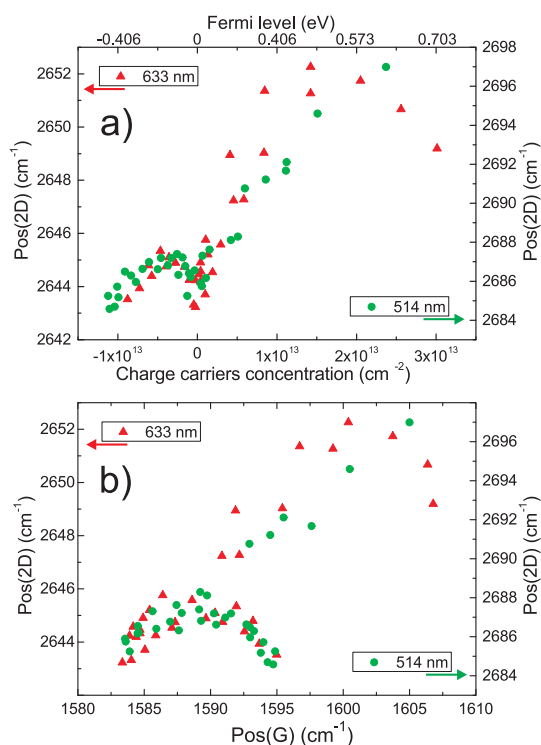 Fermi level (eV)
-0.406 0 0.406 0.573 0.703
a)
633 nm
2652
2650
2648
2646
2644
2642
Pos(2D) (cm⁻¹)
2698
2696
2694
2692
2690
2688
2686
2684
Pos(2D) (cm⁻¹)
514 nm
-1x10¹³ 0 1x10¹³ 2x10¹³ 3x10¹³
Charge carriers concentration (cm⁻²)
b)
633 nm
2652
2650
2648
2645
2644
2642
Pos(2D) (cm⁻¹)
2696
2694
2692
2690
2688
2686
2684
Pos(2D) (cm⁻¹)
514 nm
1580 1585 1590 1595 1600 1605 1610
Pos(G) (cm⁻¹)